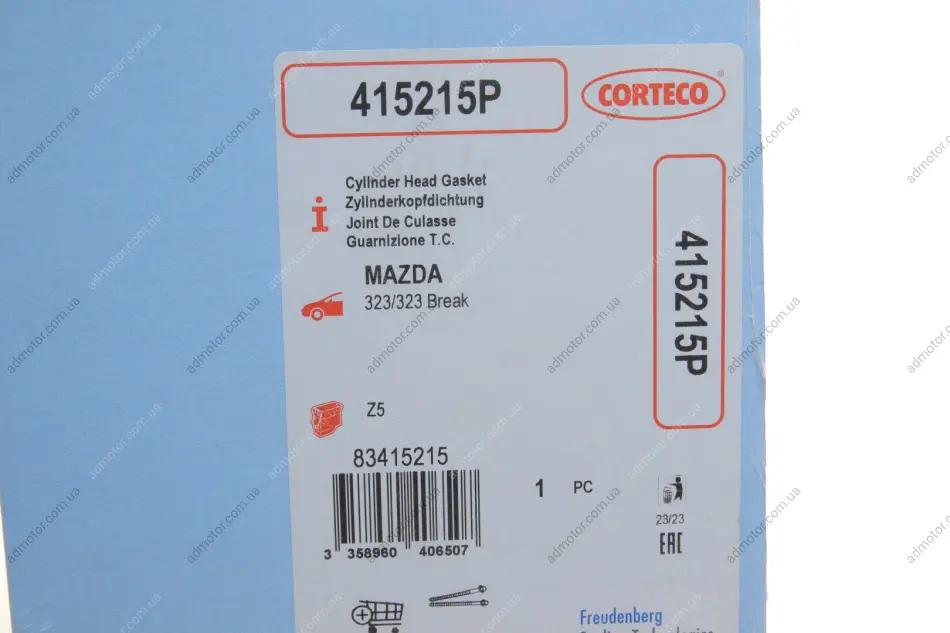 415215P
CORTECO®
415215P
Cylinder Head Gasket
Zylinderkopfdichtung
Joint De Culasse
Guarnizione T.C.
MAZDA
323/323 Break
Z5
83415215
3 358960 406507
1 PC
23/23
EAC
Freudenberg
admotor.com.ua